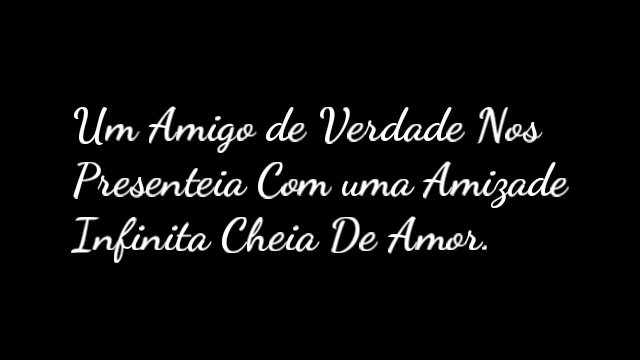 Um Amigo de Verdade Nos
Presenteia Com uma Amizade
Infinita Cheia De Amor.